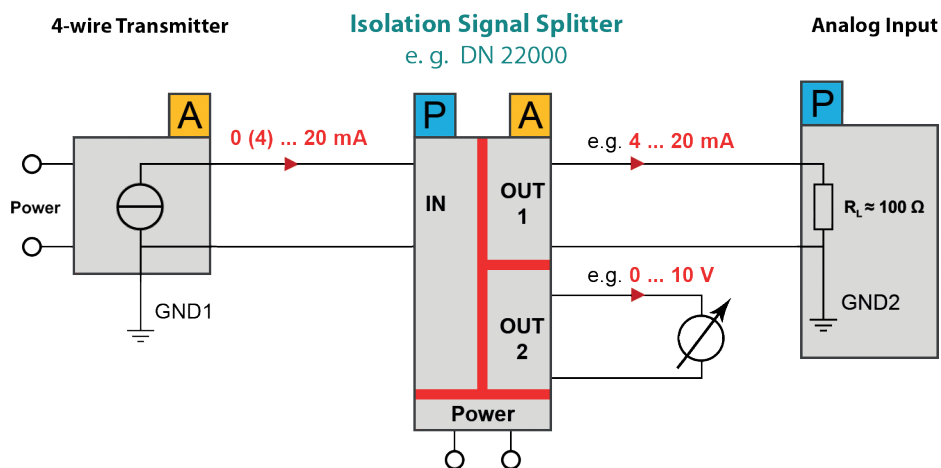 4-wire Transmitter
Isolation Signal Splitter
e. g. DN 22000
Analog Input
A
P
A
P
0 (4) ... 20 mA
e.g. 4 ... 20 mA
Power
IN
OUT
1
R_L ≈ 100 Ω
e.g. 0 ... 10 V
GND1
GND2
OUT
2
Power